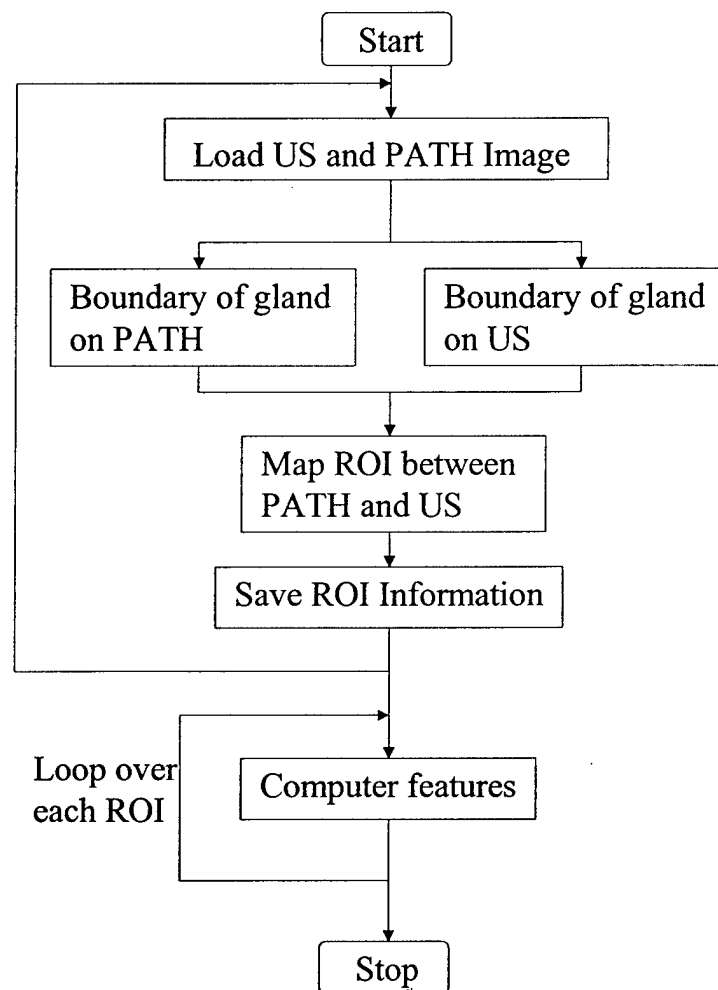 Start
Load US and PATH Image
Boundary of gland
on PATH
Boundary of gland
on US
Map ROI between
PATH and US
Save ROI Information
Loop over
each ROI
Computer features
Stop